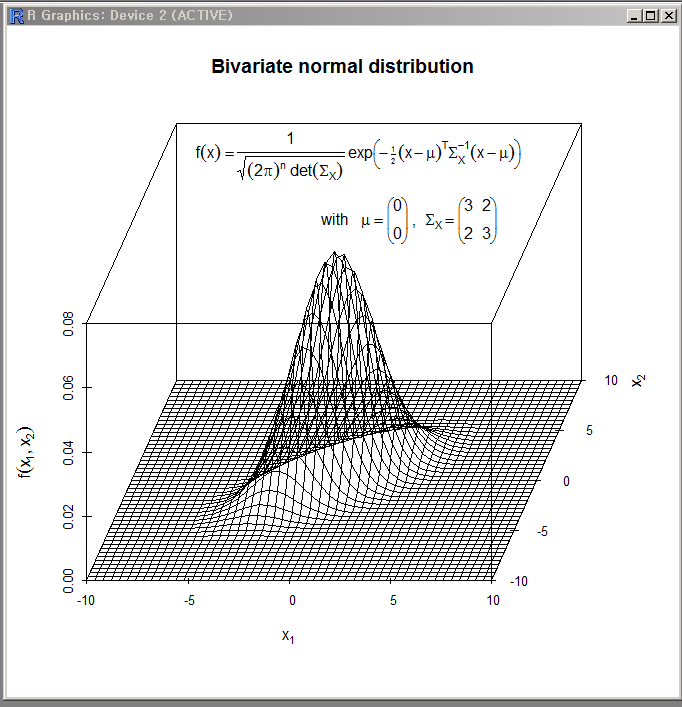 R Graphics: Device 2 (ACTIVE)
Bivariate normal distribution
f(x) = 1 / √((2π)ⁿ det(Σ_X)) exp(−½(x−μ)ᵀΣ_X⁻¹(x−μ))
with μ = (0 0), Σ_X = (3 2 2 3)
0.08
0.06
0.04
0.02
0.00
f(x₁, x₂)
-10 -5 0 5 10
x₁
10
5
0
-5
-10
x₂